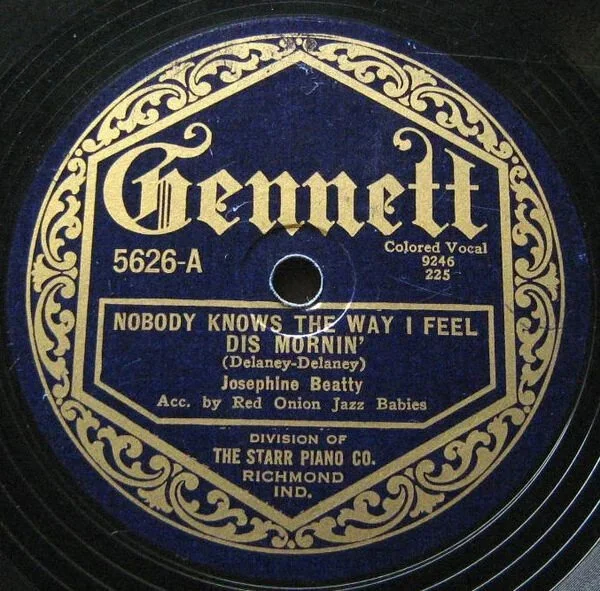 Gennett
5626-A
Colored Vocal
9246
225
NOBODY KNOWS THE WAY I FEEL
DIS MORNIN'
(Delaney-Delaney)
Josephine Beatty
Acc. by Red Onion Jazz Babies
DIVISION OF
THE STARR PIANO CO.
RICHMOND
IND.